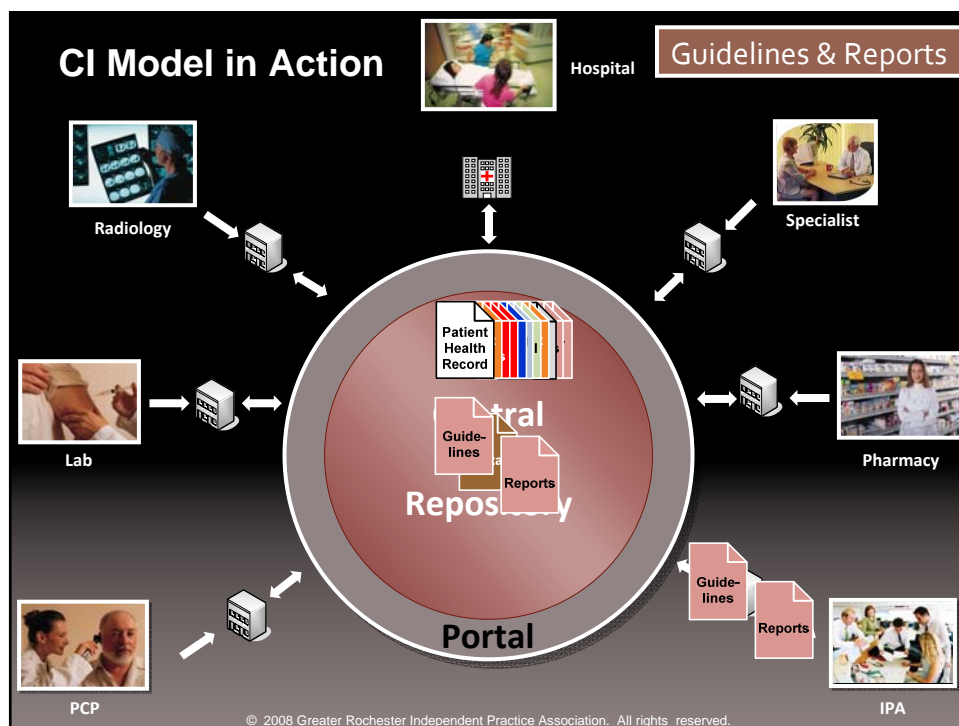 CI Model in Action
Guidelines & Reports
Hospital
Radiology
Specialist
Patient
Health
Record
Guide-
lines
Reports
Repository
Portal
Lab
Pharmacy
Guide-
lines
Reports
PCP
IPA
© 2008 Greater Rochester Independent Practice Association. All rights reserved.